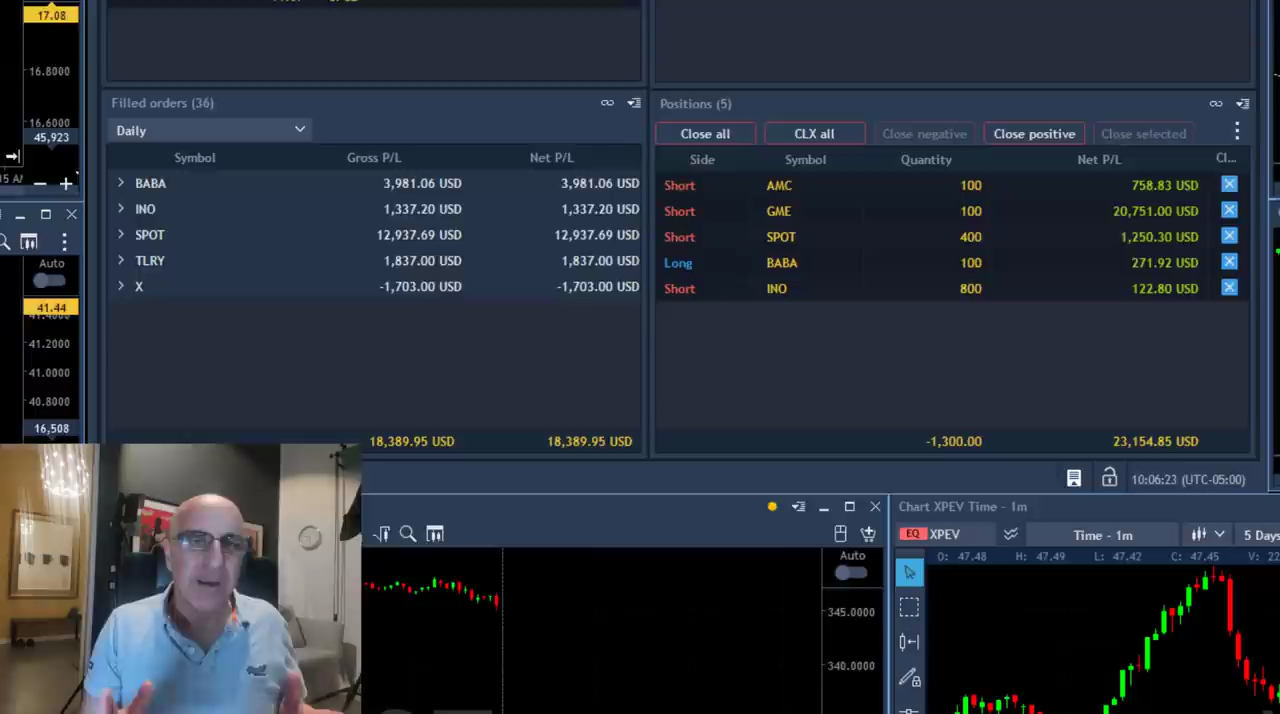 17.08
16.8000
16.6000
45,923
Auto
41.44
41.2000
41.0000
40.8000
16,508
Filled orders (36)
Daily
Symbol Gross P/L Net P/L
BABA 3,981.06 USD 3,981.06 USD
INO 1,337.20 USD 1,337.20 USD
SPOT 12,937.69 USD 12,937.69 USD
TLRY 1,837.00 USD 1,837.00 USD
X -1,703.00 USD -1,703.00 USD
18,389.95 USD 18,389.95 USD
Positions (5)
Close all CLX all Close negative Close positive Close selected
Side Symbol Quantity Net P/L Cl...
Short AMC 100 758.83 USD
Short GME 100 20,751.00 USD
Short SPOT 400 1,250.30 USD
Long BABA 100 271.92 USD
Short INO 800 122.80 USD
-1,300.00 23,154.85 USD
10:06:23 (UTC-05:00)
Auto
345.0000
340.0000
Chart XPEV Time - 1m
EQ XPEV Time - 1m 5 Days
O: 47.48 H: 47.49 L: 47.42 C: 47.45 V: 22